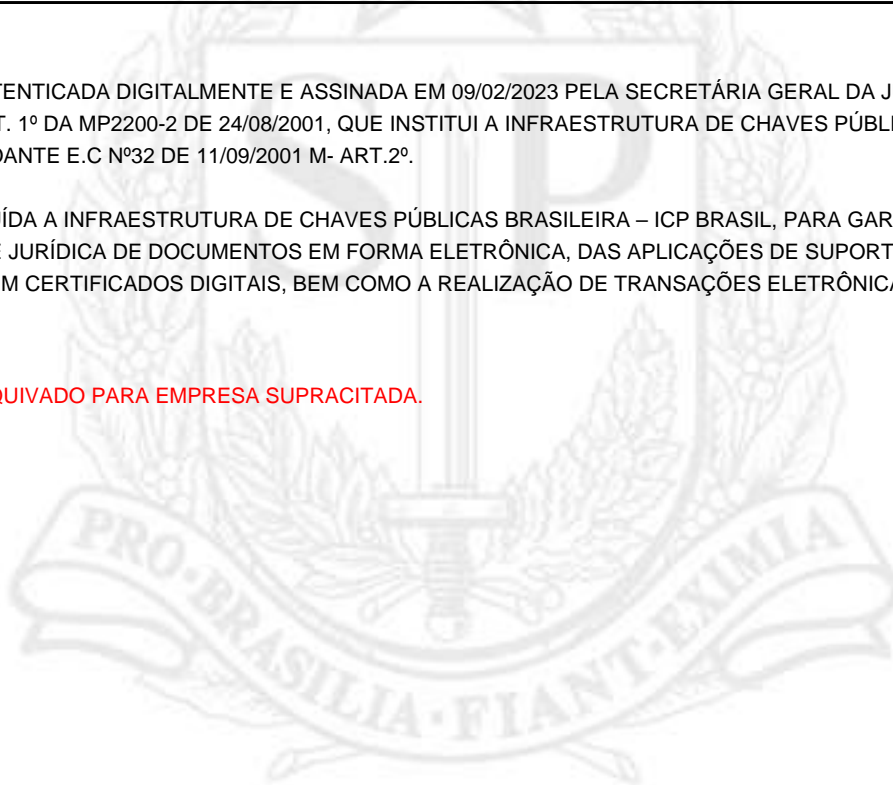 TENTICADA DIGITALMENTE E ASSINADA EM 09/02/2023 PELA SECRETÁRIA GERAL DA J
T. 1º DA MP2200-2 DE 24/08/2001, QUE INSTITUI A INFRAESTRUTURA DE CHAVES PÚBL
DANTE E.C Nº32 DE 11/09/2001 M- ART.2º.
UÍDA A INFRAESTRUTURA DE CHAVES PÚBLICAS BRASILEIRA – ICP BRASIL, PARA GAR
E JURÍDICA DE DOCUMENTOS EM FORMA ELETRÔNICA, DAS APLICAÇÕES DE SUPORT
EM CERTIFICADOS DIGITAIS, BEM COMO A REALIZAÇÃO DE TRANSAÇÕES ELETRÔNICA
QUIVADO PARA EMPRESA SUPRACITADA.
SP
PRO·BRASILIA·FIANT·EXIMIA